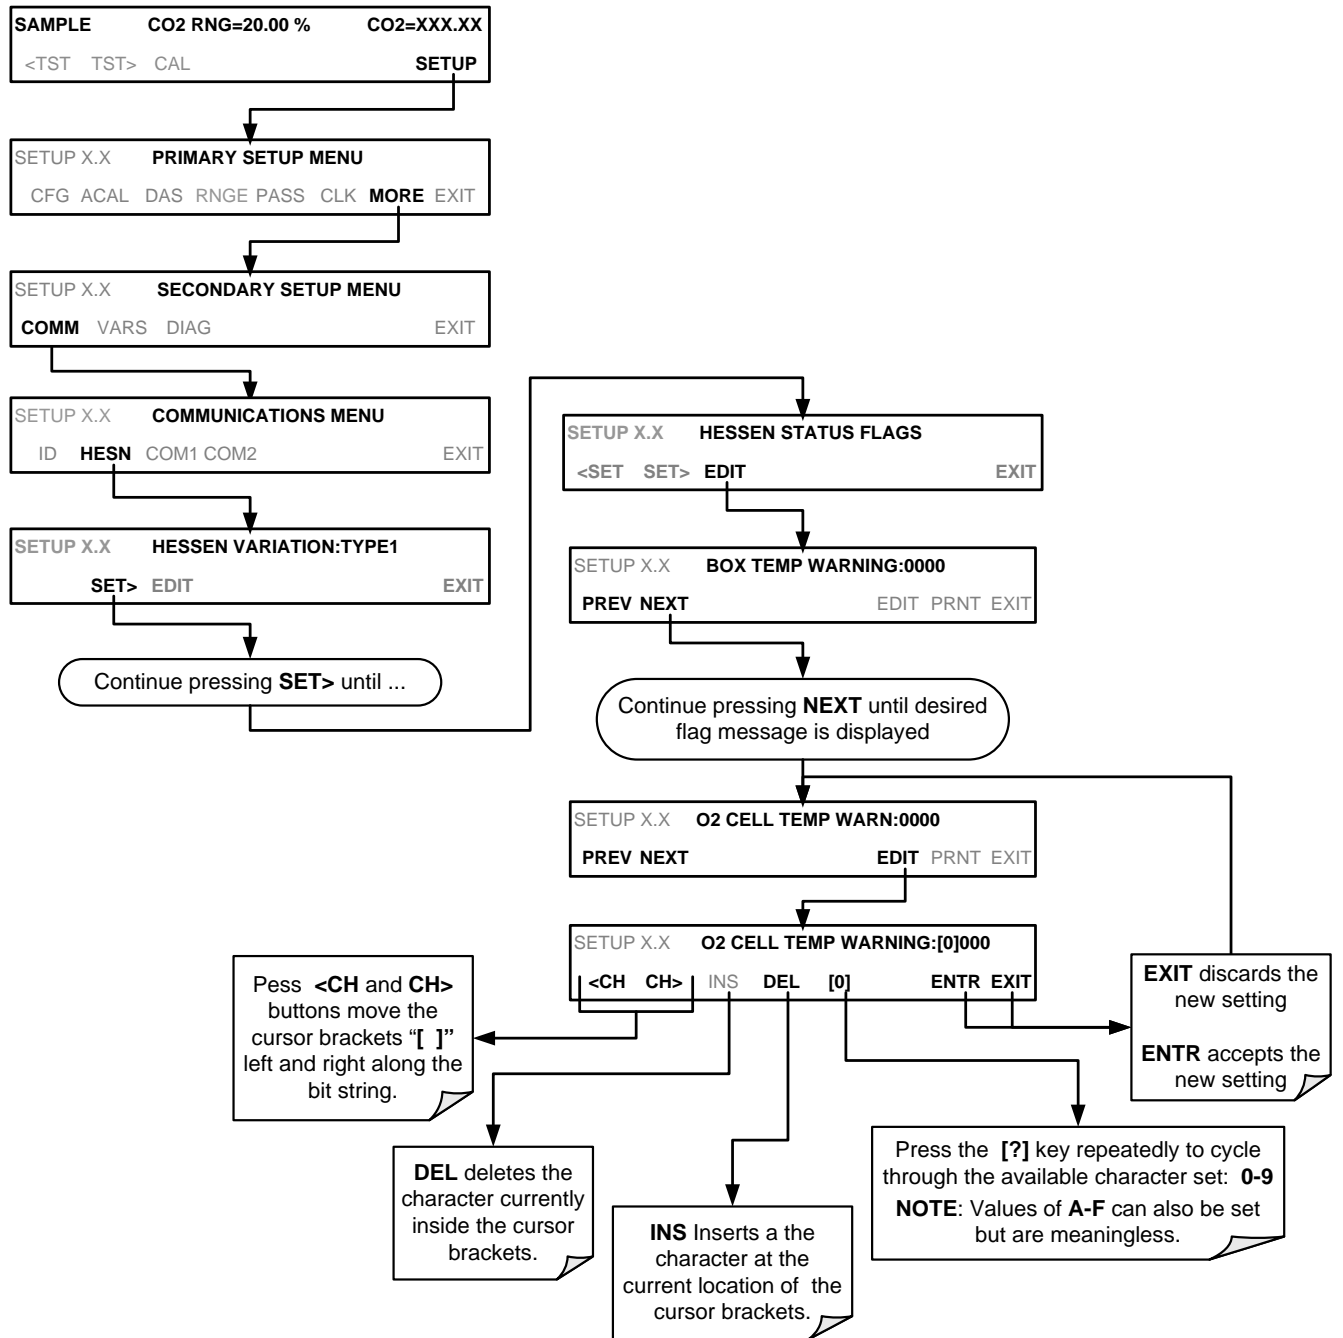 SAMPLE CO2 RNG=20.00 % CO2=XXX.XX
<TST TST> CAL SETUP
SETUP X.X PRIMARY SETUP MENU
CFG ACAL DAS RNGE PASS CLK MORE EXIT
SETUP X.X SECONDARY SETUP MENU
COMM VARS DIAG EXIT
SETUP X.X COMMUNICATIONS MENU
ID HESN COM1 COM2 EXIT
SETUP X.X HESSEN VARIATION:TYPE1
SET> EDIT EXIT
Continue pressing SET> until ...
SETUP X.X HESSEN STATUS FLAGS
<SET SET> EDIT EXIT
SETUP X.X BOX TEMP WARNING:0000
PREV NEXT EDIT PRNT EXIT
Continue pressing NEXT until desired
flag message is displayed
SETUP X.X O2 CELL TEMP WARN:0000
PREV NEXT EDIT PRNT EXIT
SETUP X.X O2 CELL TEMP WARNING:[0]000
<CH CH> INS DEL [0] ENTR EXIT
Pess <CH and CH>
buttons move the
cursor brackets “[ ]”
left and right along the
bit string.
DEL deletes the
character currently
inside the cursor
brackets.
INS Inserts a the
character at the
current location of the
cursor brackets.
Press the [?] key repeatedly to cycle
through the available character set: 0-9
NOTE: Values of A-F can also be set
but are meaningless.
EXIT discards the
new setting
ENTR accepts the
new setting